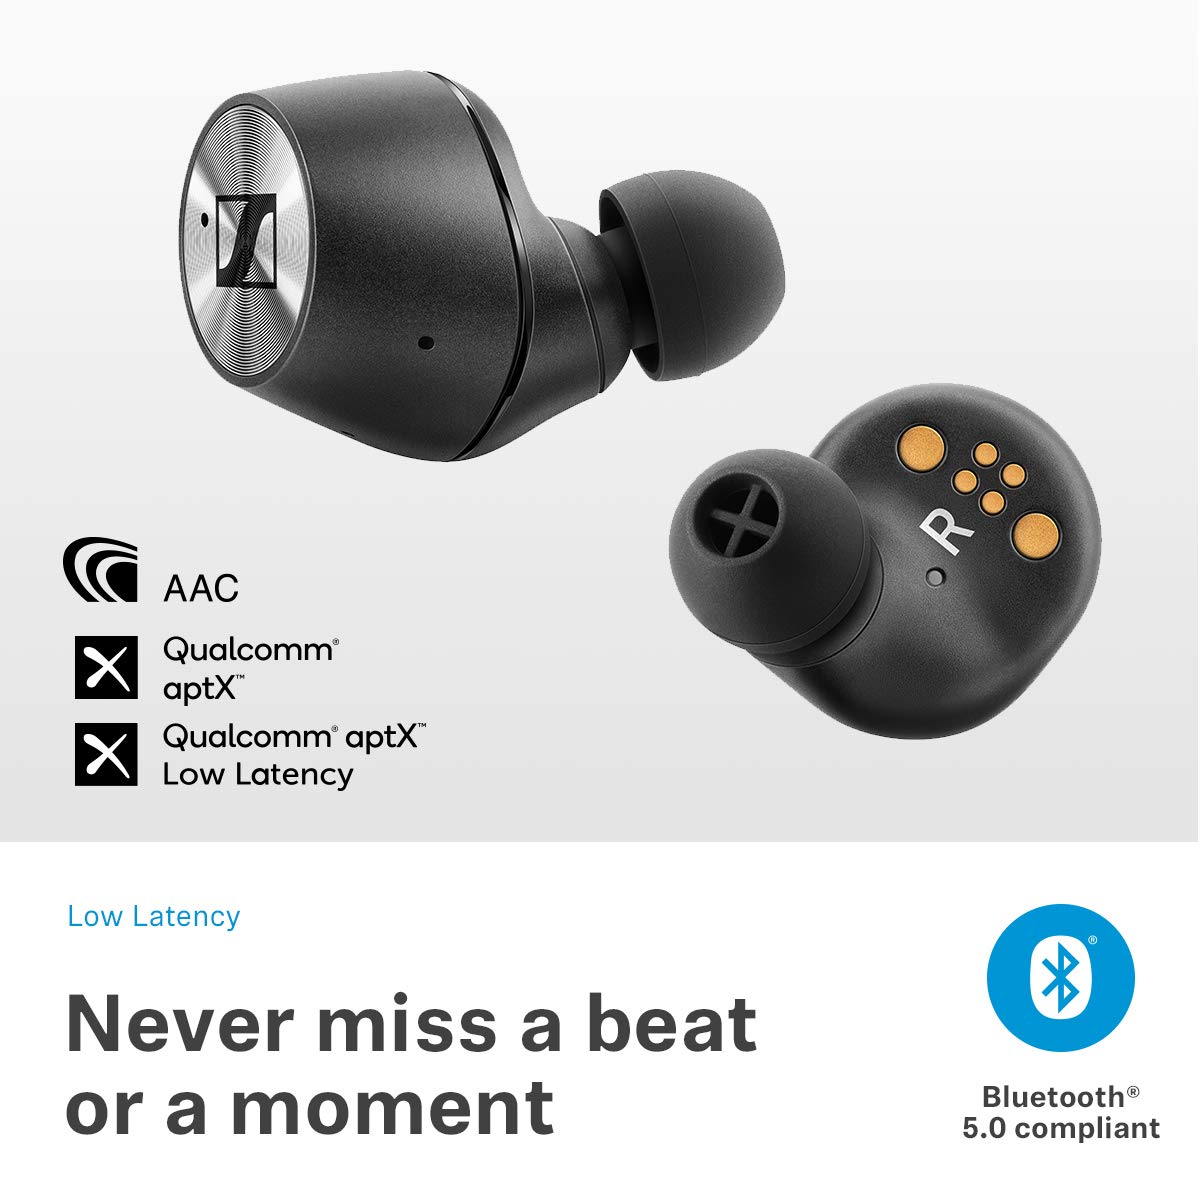 R
AAC
Qualcomm®
aptX™
Qualcomm® aptX™
Low Latency
Low Latency
Never miss a beat
or a moment
®
Bluetooth®
5.0 compliant